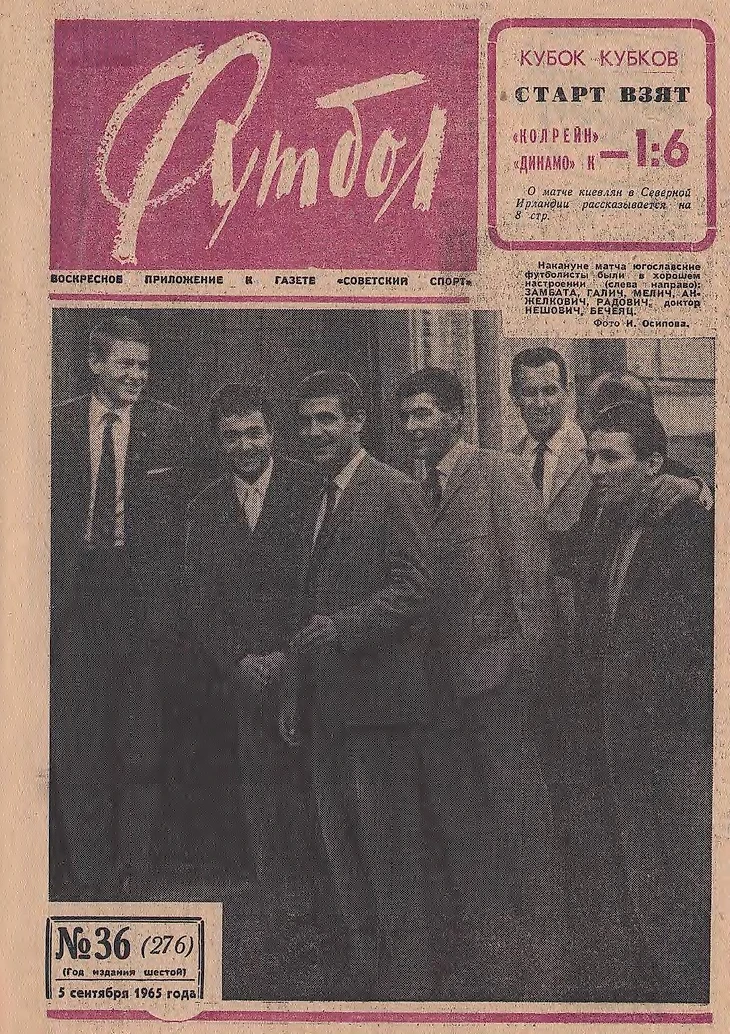 Футбол
ВОСКРЕСНОЕ ПРИЛОЖЕНИЕ К ГАЗЕТЕ «СОВЕТСКИЙ СПОРТ»
КУБОК КУБКОВ
СТАРТ ВЗЯТ
«КОЛРЕЙН»
«ДИНАМО» К —1:6
О матче киевлян в Северной
Ирландии рассказывается на
8 стр.
Накануне матча югославские
футболисты были в хорошем
настроении (слева направо):
ЗАМБАТА, ГАЛИЧ, МЕЛИЧ, АН-
ЖЕЛКОВИЧ, РАДОВИЧ, доктор
НЕШОВИЧ, БЕЧЕЯЦ.
Фото И. Осипова.
№ 36 (276)
(Год издания шестой)
5 сентября 1965 года